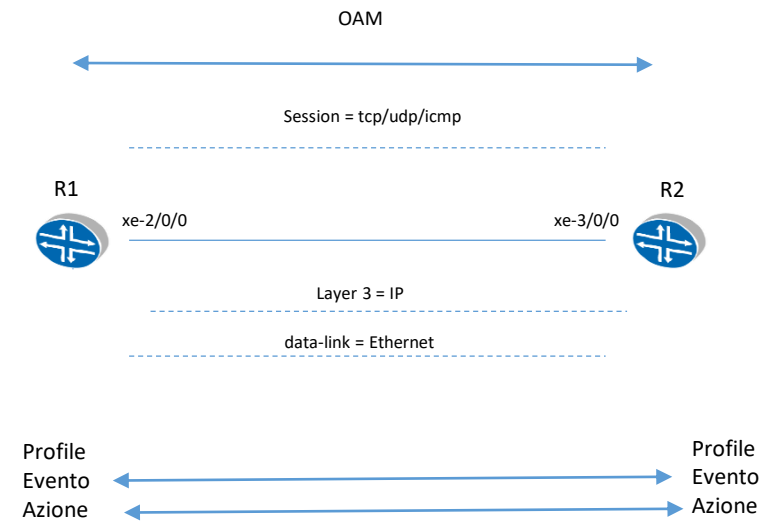 OAM
Session = tcp/udp/icmp
R1
R2
xe-2/0/0
xe-3/0/0
Layer 3 = IP
data-link = Ethernet
Profile
Evento
Azione
Profile
Evento
Azione